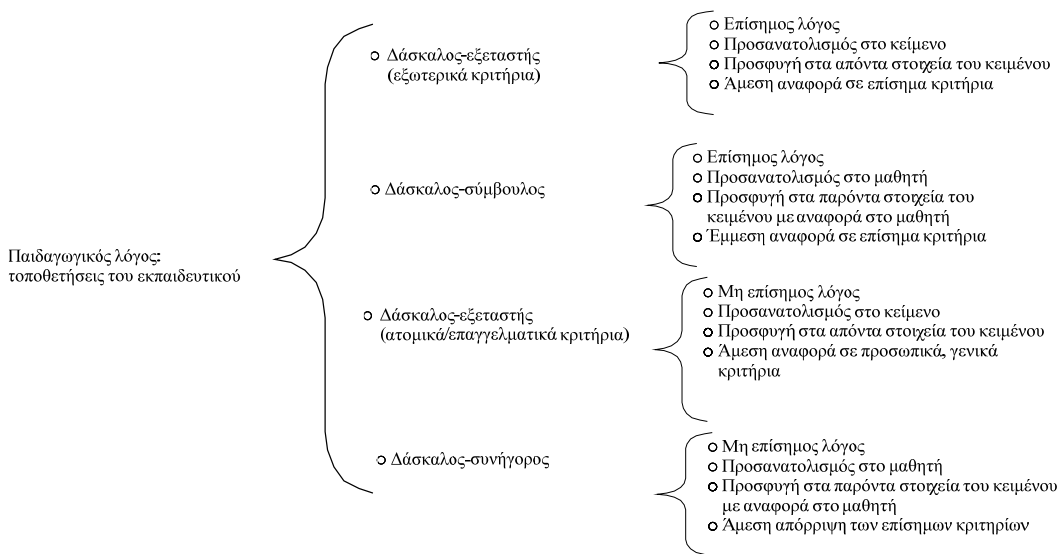 Παιδαγωγικός λόγος:
τοποθετήσεις του εκπαιδευτικού
Δάσκαλος-εξεταστής
(εξωτερικά κριτήρια)
Επίσημος λόγος
Προσανατολισμός στο κείμενο
Προσφυγή στα απόντα στοιχεία του κειμένου
Άμεση αναφορά σε επίσημα κριτήρια
Δάσκαλος-σύμβουλος
Επίσημος λόγος
Προσανατολισμός στο μαθητή
Προσφυγή στα παρόντα στοιχεία του
κειμένου με αναφορά στο μαθητή
Έμμεση αναφορά σε επίσημα κριτήρια
Δάσκαλος-εξεταστής
(ατομικά/επαγγελματικά κριτήρια)
Μη επίσημος λόγος
Προσανατολισμός στο κείμενο
Προσφυγή στα απόντα στοιχεία του κειμένου
Άμεση αναφορά σε προσωπικά, γενικά
κριτήρια
Δάσκαλος-συνήγορος
Μη επίσημος λόγος
Προσανατολισμός στο μαθητή
Προσφυγή στα παρόντα στοιχεία του κειμένου
με αναφορά στο μαθητή
Άμεση απόρριψη των επίσημων κριτηρίων